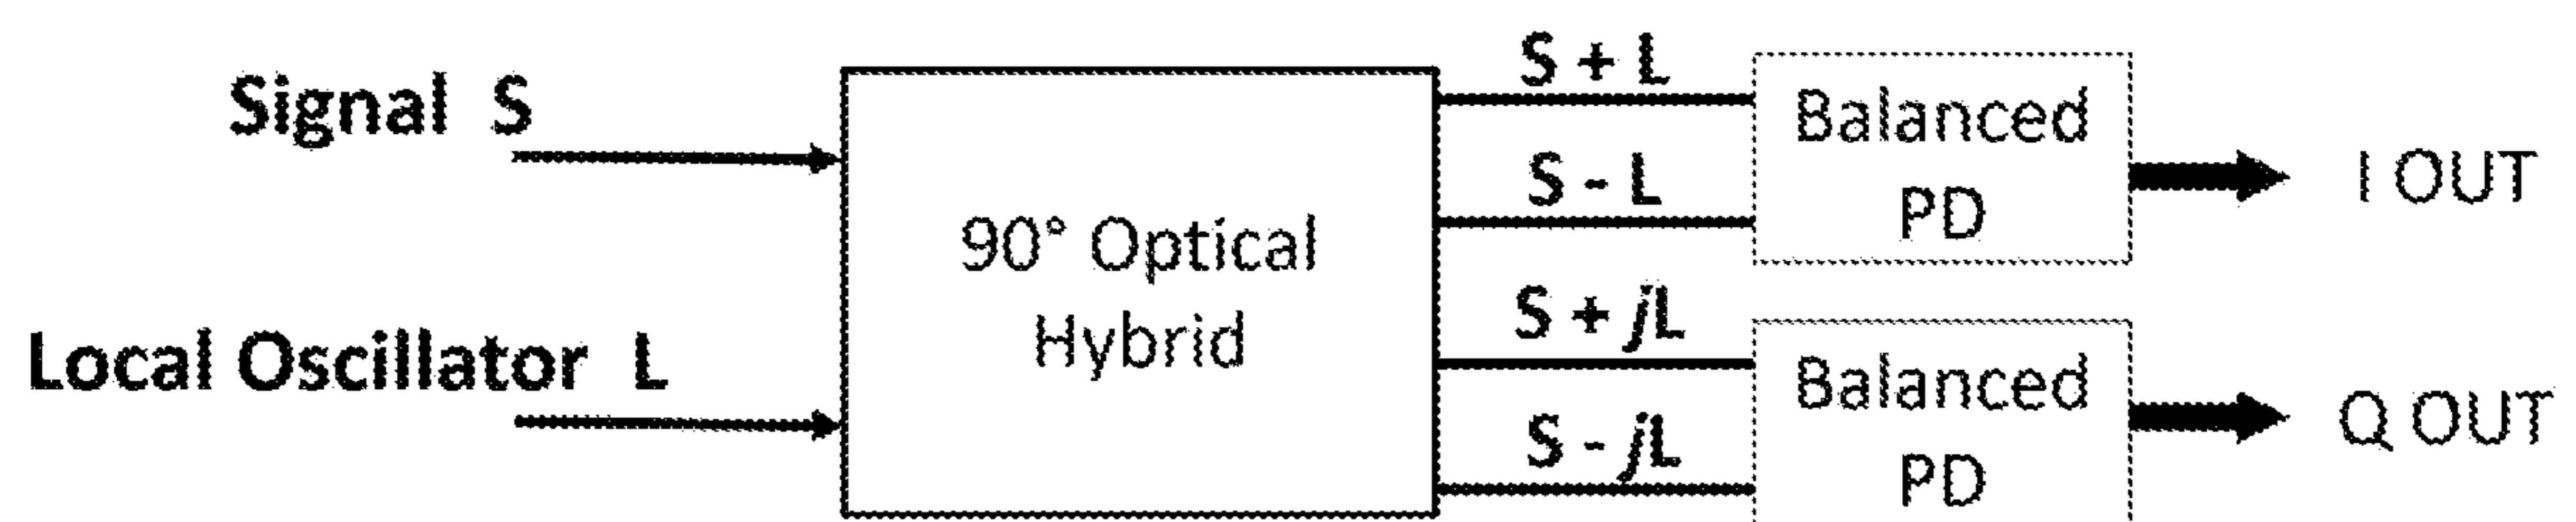 Signal S
Local Oscillator L
90° Optical
Hybrid
S + L
S - L
S + jL
S - jL
Balanced
PD
Balanced
PD
I OUT
Q OUT